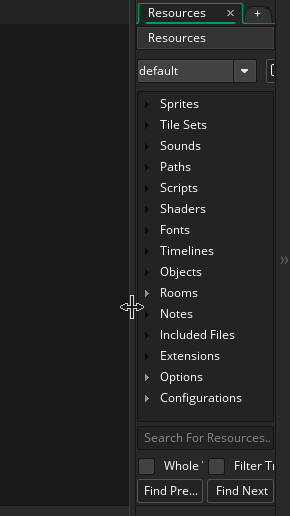 Resources × +
Resources
default
Sprites
Tile Sets
Sounds
Paths
Scripts
Shaders
Fonts
Timelines
Objects
Rooms
Notes
Included Files
Extensions
Options
Configurations
Search For Resources..
Whole ' Filter Tr
Find Pre... Find Next